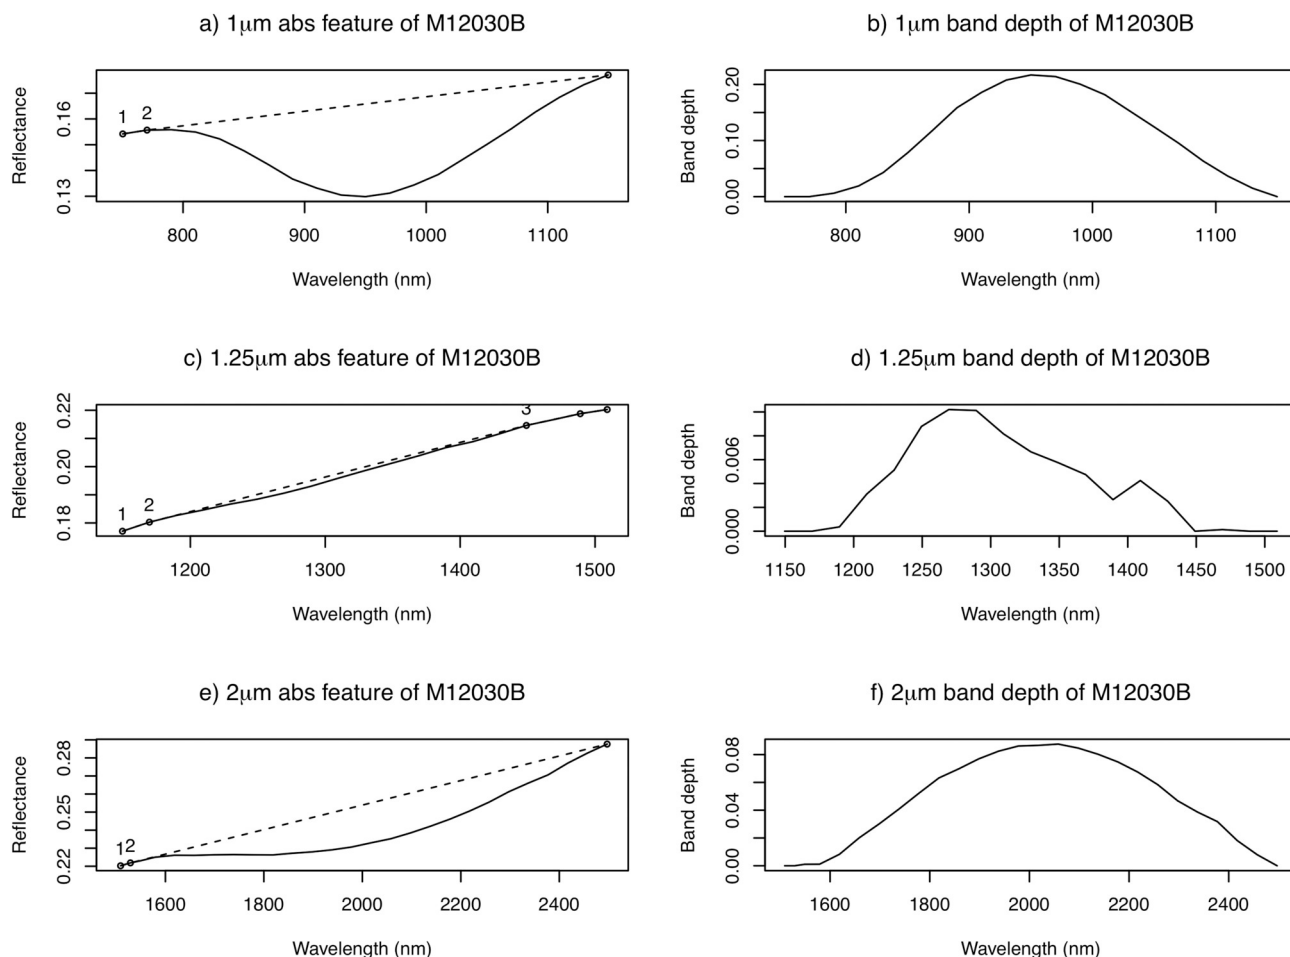 a) 1μm abs feature of M12030B
Reflectance
0.16
0.13
1 2
800 900 1000 1100
Wavelength (nm)
b) 1μm band depth of M12030B
Band depth
0.20
0.10
0.00
800 900 1000 1100
Wavelength (nm)
c) 1.25μm abs feature of M12030B
Reflectance
0.22
0.20
0.18
1 2 3
1200 1300 1400 1500
Wavelength (nm)
d) 1.25μm band depth of M12030B
Band depth
0.006
0.000
1150 1200 1250 1300 1350 1400 1450 1500
Wavelength (nm)
e) 2μm abs feature of M12030B
Reflectance
0.28
0.25
0.22
12
1600 1800 2000 2200 2400
Wavelength (nm)
f) 2μm band depth of M12030B
Band depth
0.08
0.04
0.00
1600 1800 2000 2200 2400
Wavelength (nm)